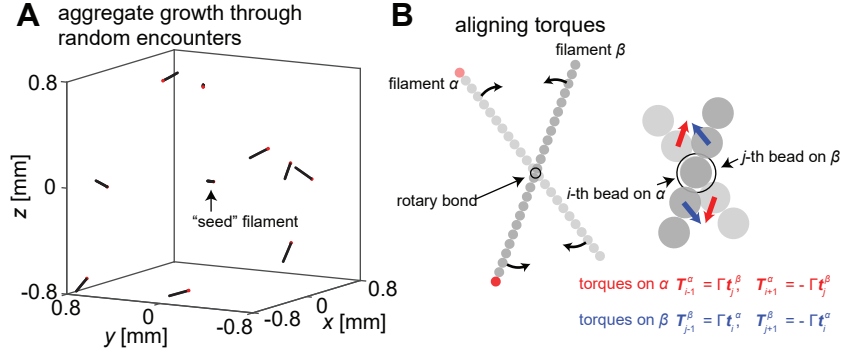 A aggregate growth through
random encounters
0.8
0
-0.8
z [mm]
"seed" filament
0.8
0
-0.8
y [mm]
-0.8
0
0.8
x [mm]
B aligning torques
filament β
filament α
rotary bond
j-th bead on β
i-th bead on α
torques on α T^α_{i-1} = Γt^β_j, T^α_{i+1} = - Γt^β_j
torques on β T^β_{j-1} = Γt^α_i, T^β_{j+1} = - Γt^α_i